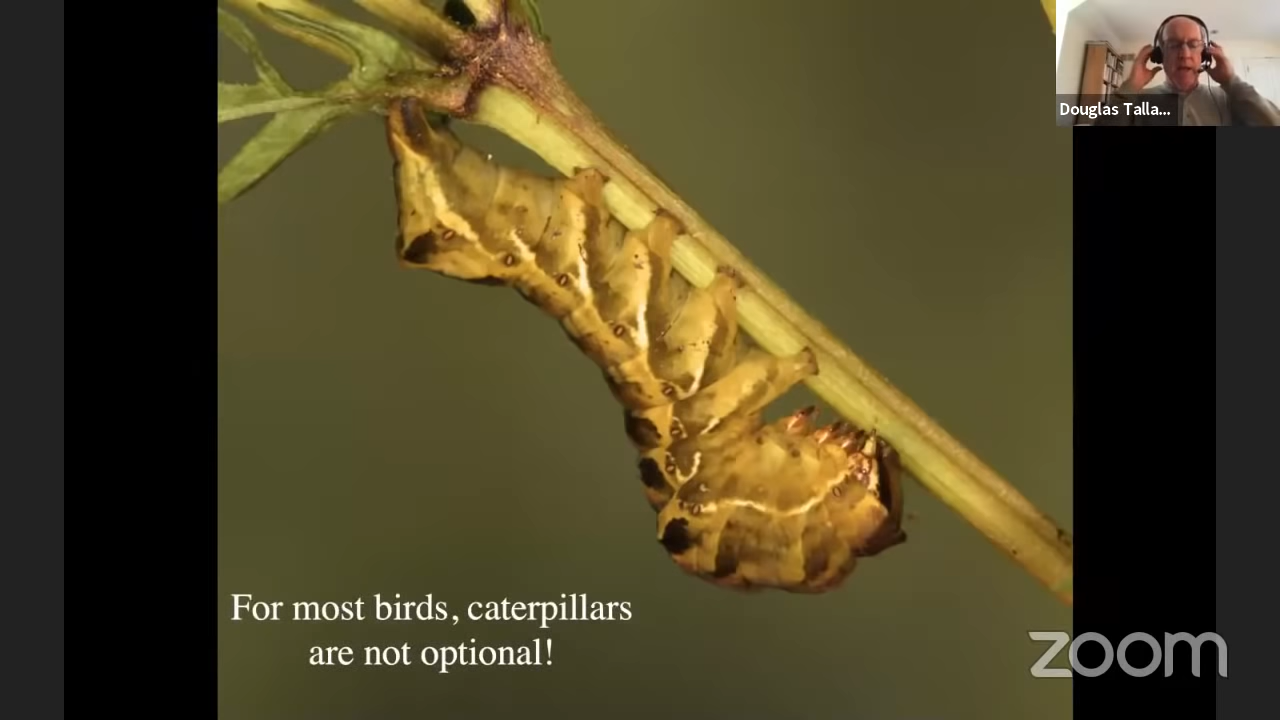 Douglas Talla...
For most birds, caterpillars
are not optional!
zoom